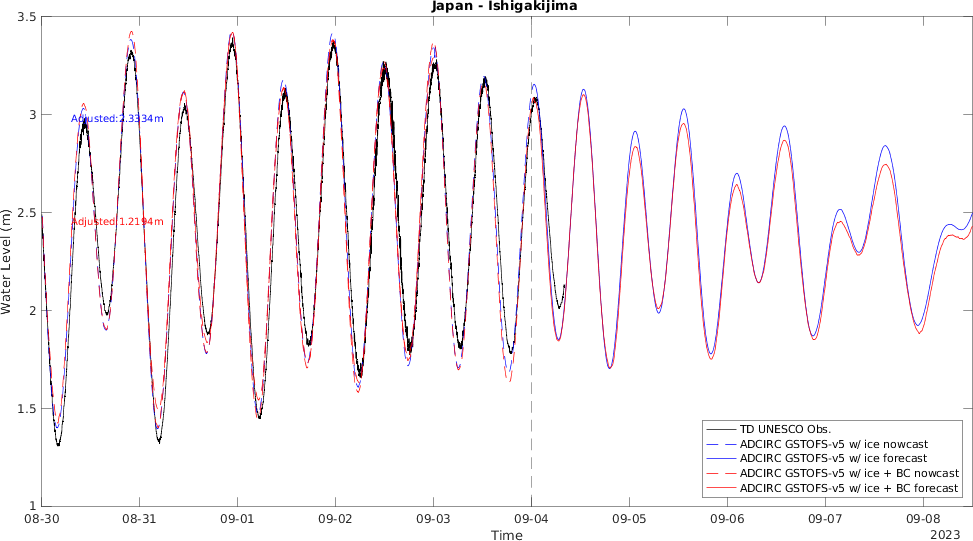 Japan - Ishigakijima
3.5
3
2.5
2
1.5
1
Water Level (m)
Adjusted:2.3334m
Adjusted:1.2194m
TD UNESCO Obs.
ADCIRC GSTOFS-v5 w/ ice nowcast
ADCIRC GSTOFS-v5 w/ ice forecast
ADCIRC GSTOFS-v5 w/ ice + BC nowcast
ADCIRC GSTOFS-v5 w/ ice + BC forecast
08-30 08-31 09-01 09-02 09-03 09-04 09-05 09-06 09-07 09-08
Time
2023